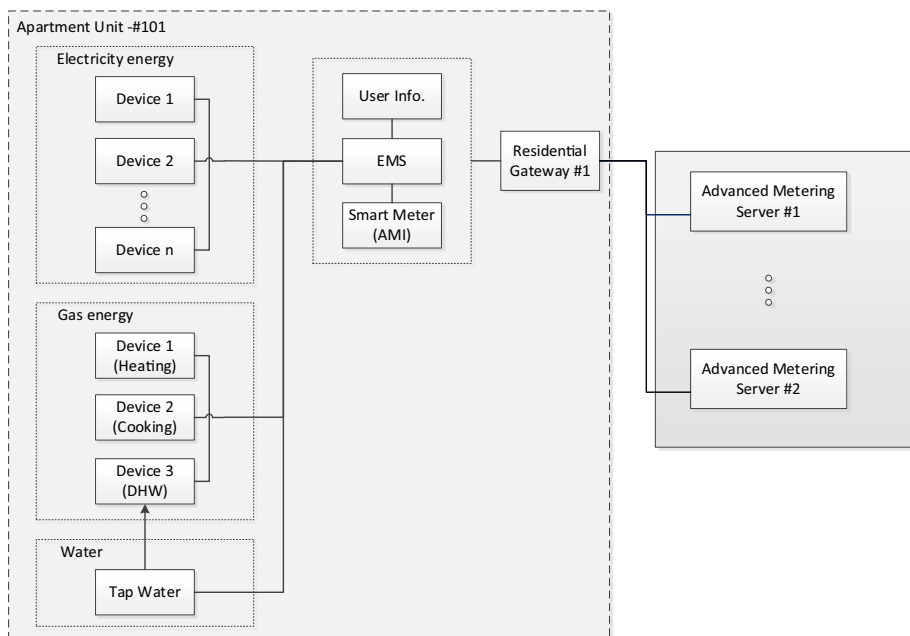 Apartment Unit -#101
Electricity energy
Device 1
Device 2
Device n
User Info.
EMS
Smart Meter
(AMI)
Residential
Gateway #1
Advanced Metering
Server #1
Advanced Metering
Server #2
Gas energy
Device 1
(Heating)
Device 2
(Cooking)
Device 3
(DHW)
Water
Tap Water